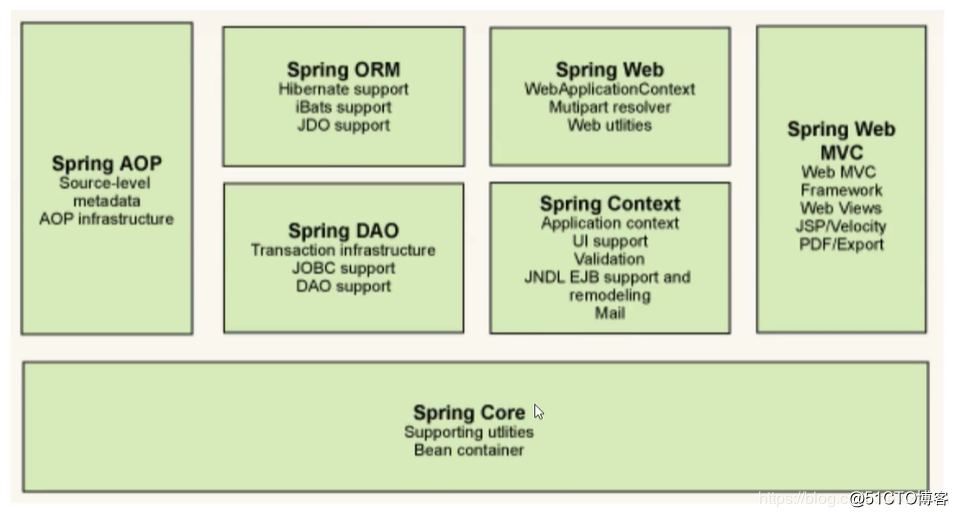 Spring AOP
Source-level
metadata
AOP infrastructure
Spring ORM
Hibernate support
iBats support
JDO support
Spring Web
WebApplicationContext
Mutipart resolver
Web utlities
Spring Web
MVC
Web MVC
Framework
Web Views
JSP/Velocity
PDF/Export
Spring DAO
Transaction infrastructure
JOBC support
DAO support
Spring Context
Application context
UI support
Validation
JNDL EJB support and
remodeling
Mail
Spring Core
Supporting utlities
Bean container
https://blog.c @51CTO博客